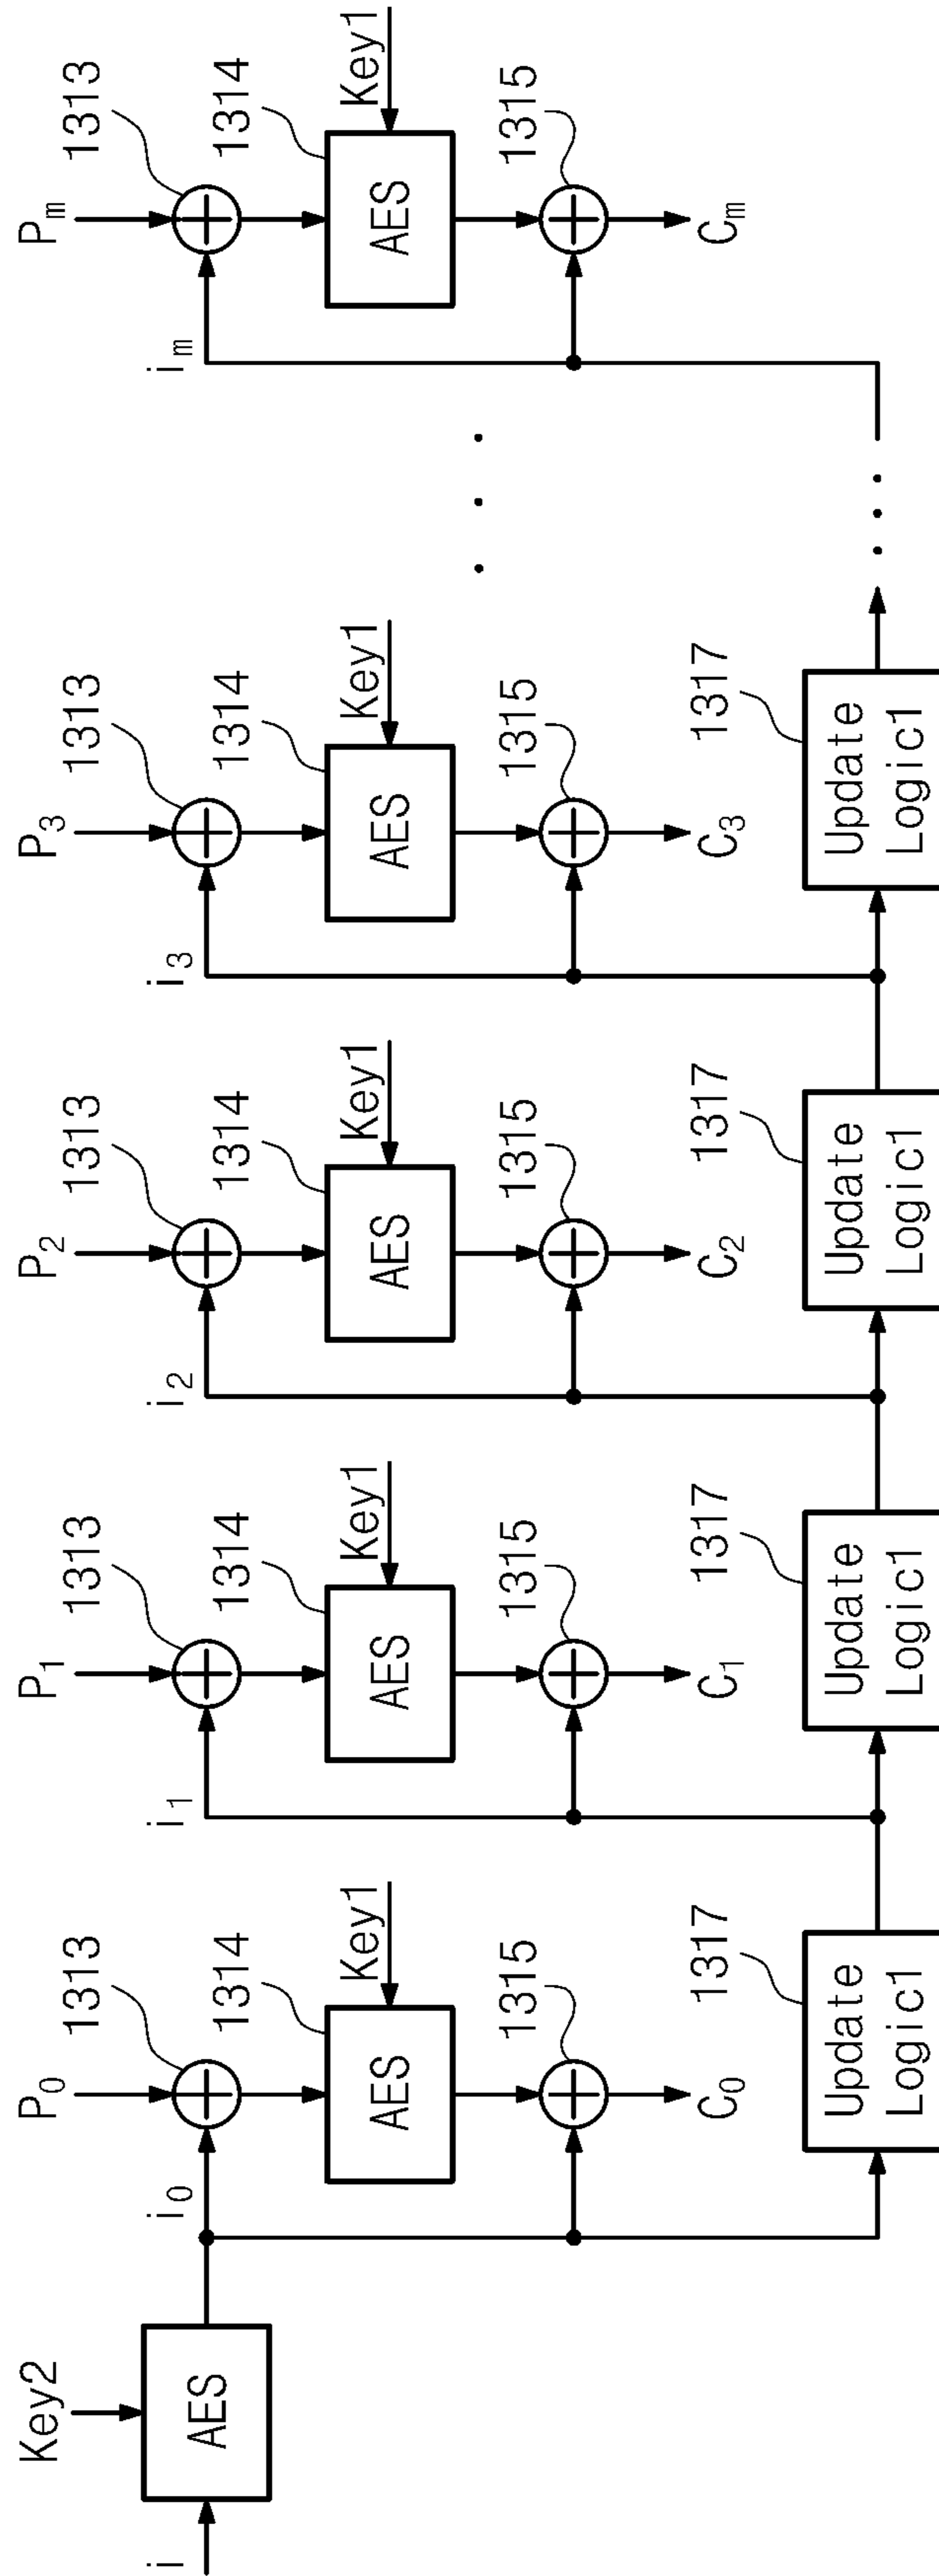 Key2
i
AES
i₀
P₀
1313
1314
AES
Key1
1315
C₀
1317
Update
Logic1
i₁
P₁
1313
1314
AES
Key1
1315
C₁
1317
Update
Logic1
i₂
P₂
1313
1314
AES
Key1
1315
C₂
1317
Update
Logic1
i₃
P₃
1313
1314
AES
Key1
1315
C₃
1317
Update
Logic1
iₘ
Pₘ
1313
1314
AES
Key1
1315
Cₘ